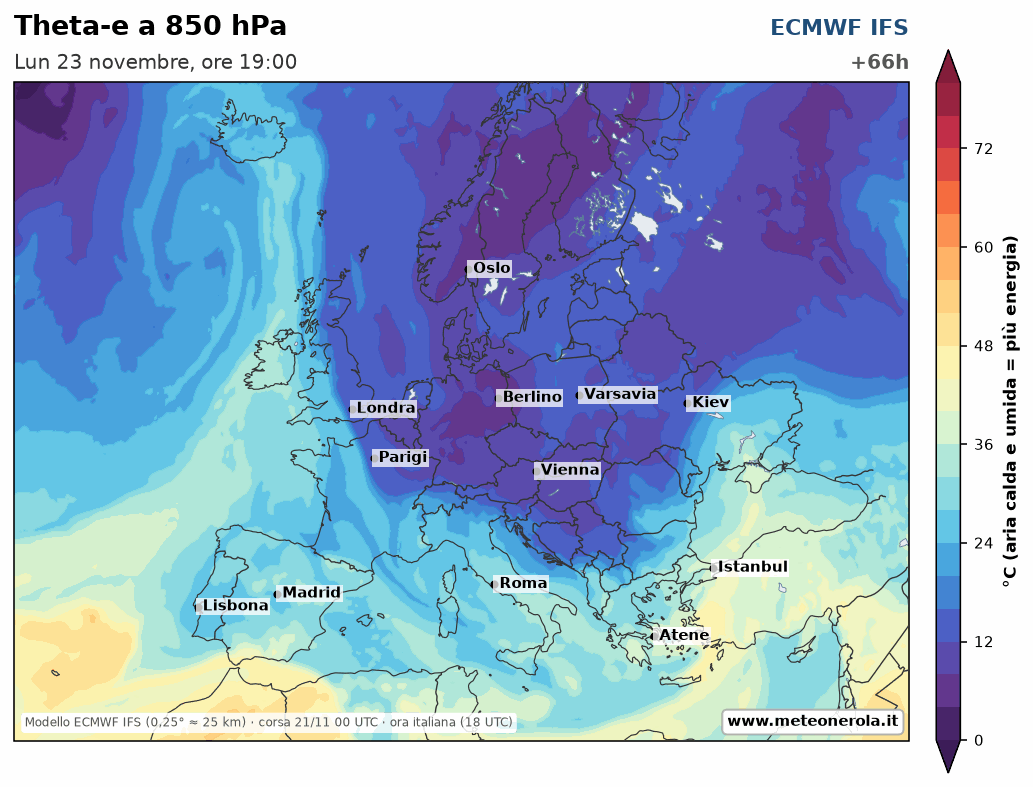 Theta-e a 850 hPa
ECMWF IFS
Lun 23 novembre, ore 19:00
+66h
72
60
48
36
24
12
0
°C (aria calda e umida = più energia)
Oslo
Berlino
Varsavia
Kiev
Londra
Parigi
Vienna
Istanbul
Roma
Madrid
Lisbona
Atene
Modello ECMWF IFS (0,25° ≈ 25 km) · corsa 21/11 00 UTC · ora italiana (18 UTC)
www.meteonerola.it